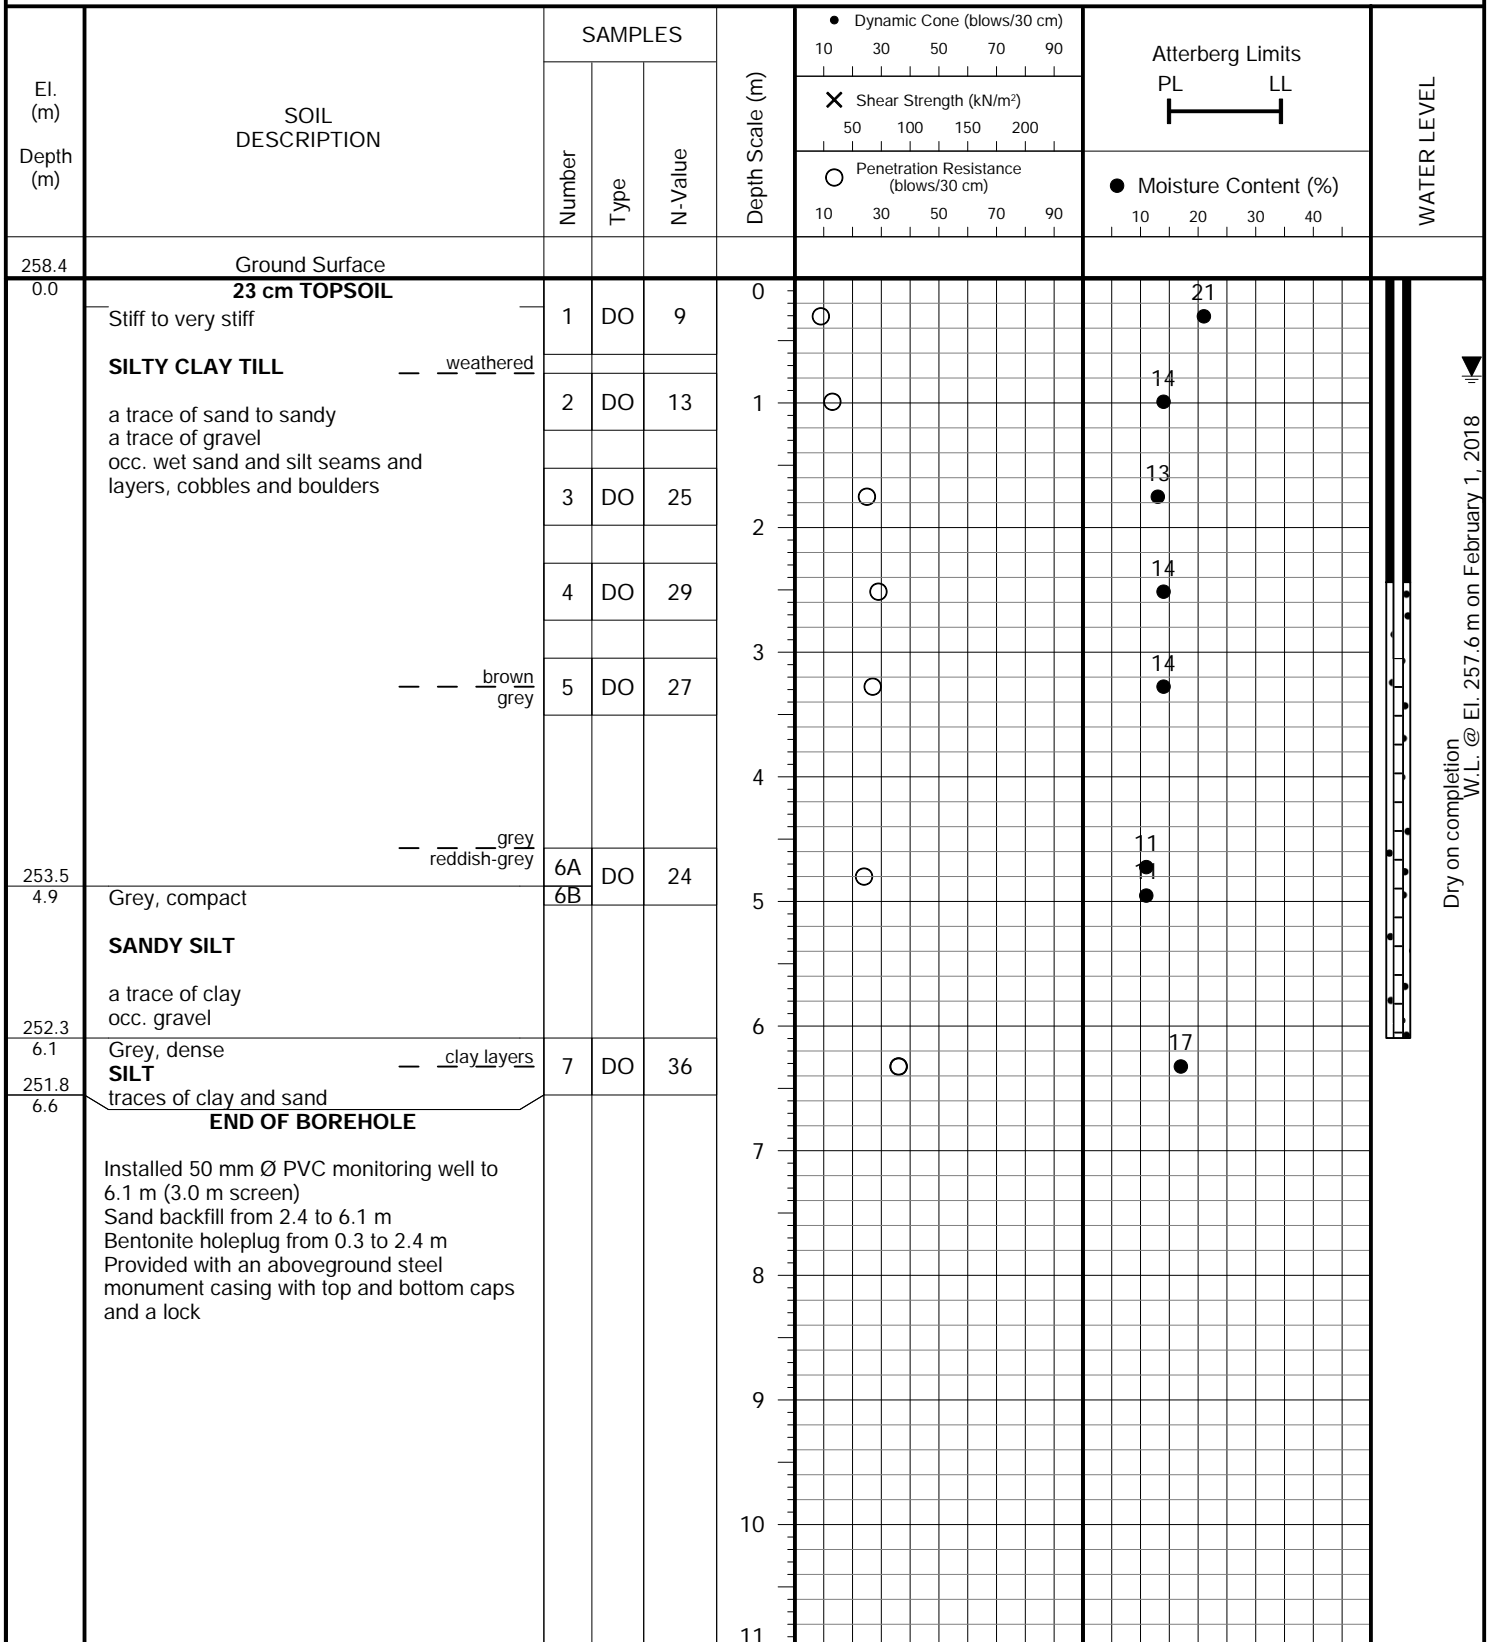 El.
(m)
Depth
(m)
SOIL
DESCRIPTION
SAMPLES
Number
Type
N-Value
Depth Scale (m)
● Dynamic Cone (blows/30 cm)
10 30 50 70 90
✕ Shear Strength (kN/m²)
50 100 150 200
○ Penetration Resistance
(blows/30 cm)
10 30 50 70 90
Atterberg Limits
PL LL
● Moisture Content (%)
10 20 30 40
WATER LEVEL
258.4 Ground Surface
0.0 23 cm TOPSOIL 0
21
Stiff to very stiff 1 DO 9
SILTY CLAY TILL weathered
14
2 DO 13 1
a trace of sand to sandy
a trace of gravel
occ. wet sand and silt seams and
layers, cobbles and boulders
13
3 DO 25
2
14
4 DO 29
3
14
brown
grey
5 DO 27
4
grey
reddish-grey
11
6A DO 24
253.5
11
4.9 Grey, compact 6B
5
SANDY SILT
a trace of clay
occ. gravel
252.3
6
6.1 Grey, dense clay layers
17
SILT 7 DO 36
251.8
traces of clay and sand
6.6
END OF BOREHOLE
7
Installed 50 mm Ø PVC monitoring well to
6.1 m (3.0 m screen)
Sand backfill from 2.4 to 6.1 m
Bentonite holeplug from 0.3 to 2.4 m
Provided with an aboveground steel
monument casing with top and bottom caps
and a lock
8
9
10
11
Dry on completion
W.L. @ El. 257.6 m on February 1, 2018